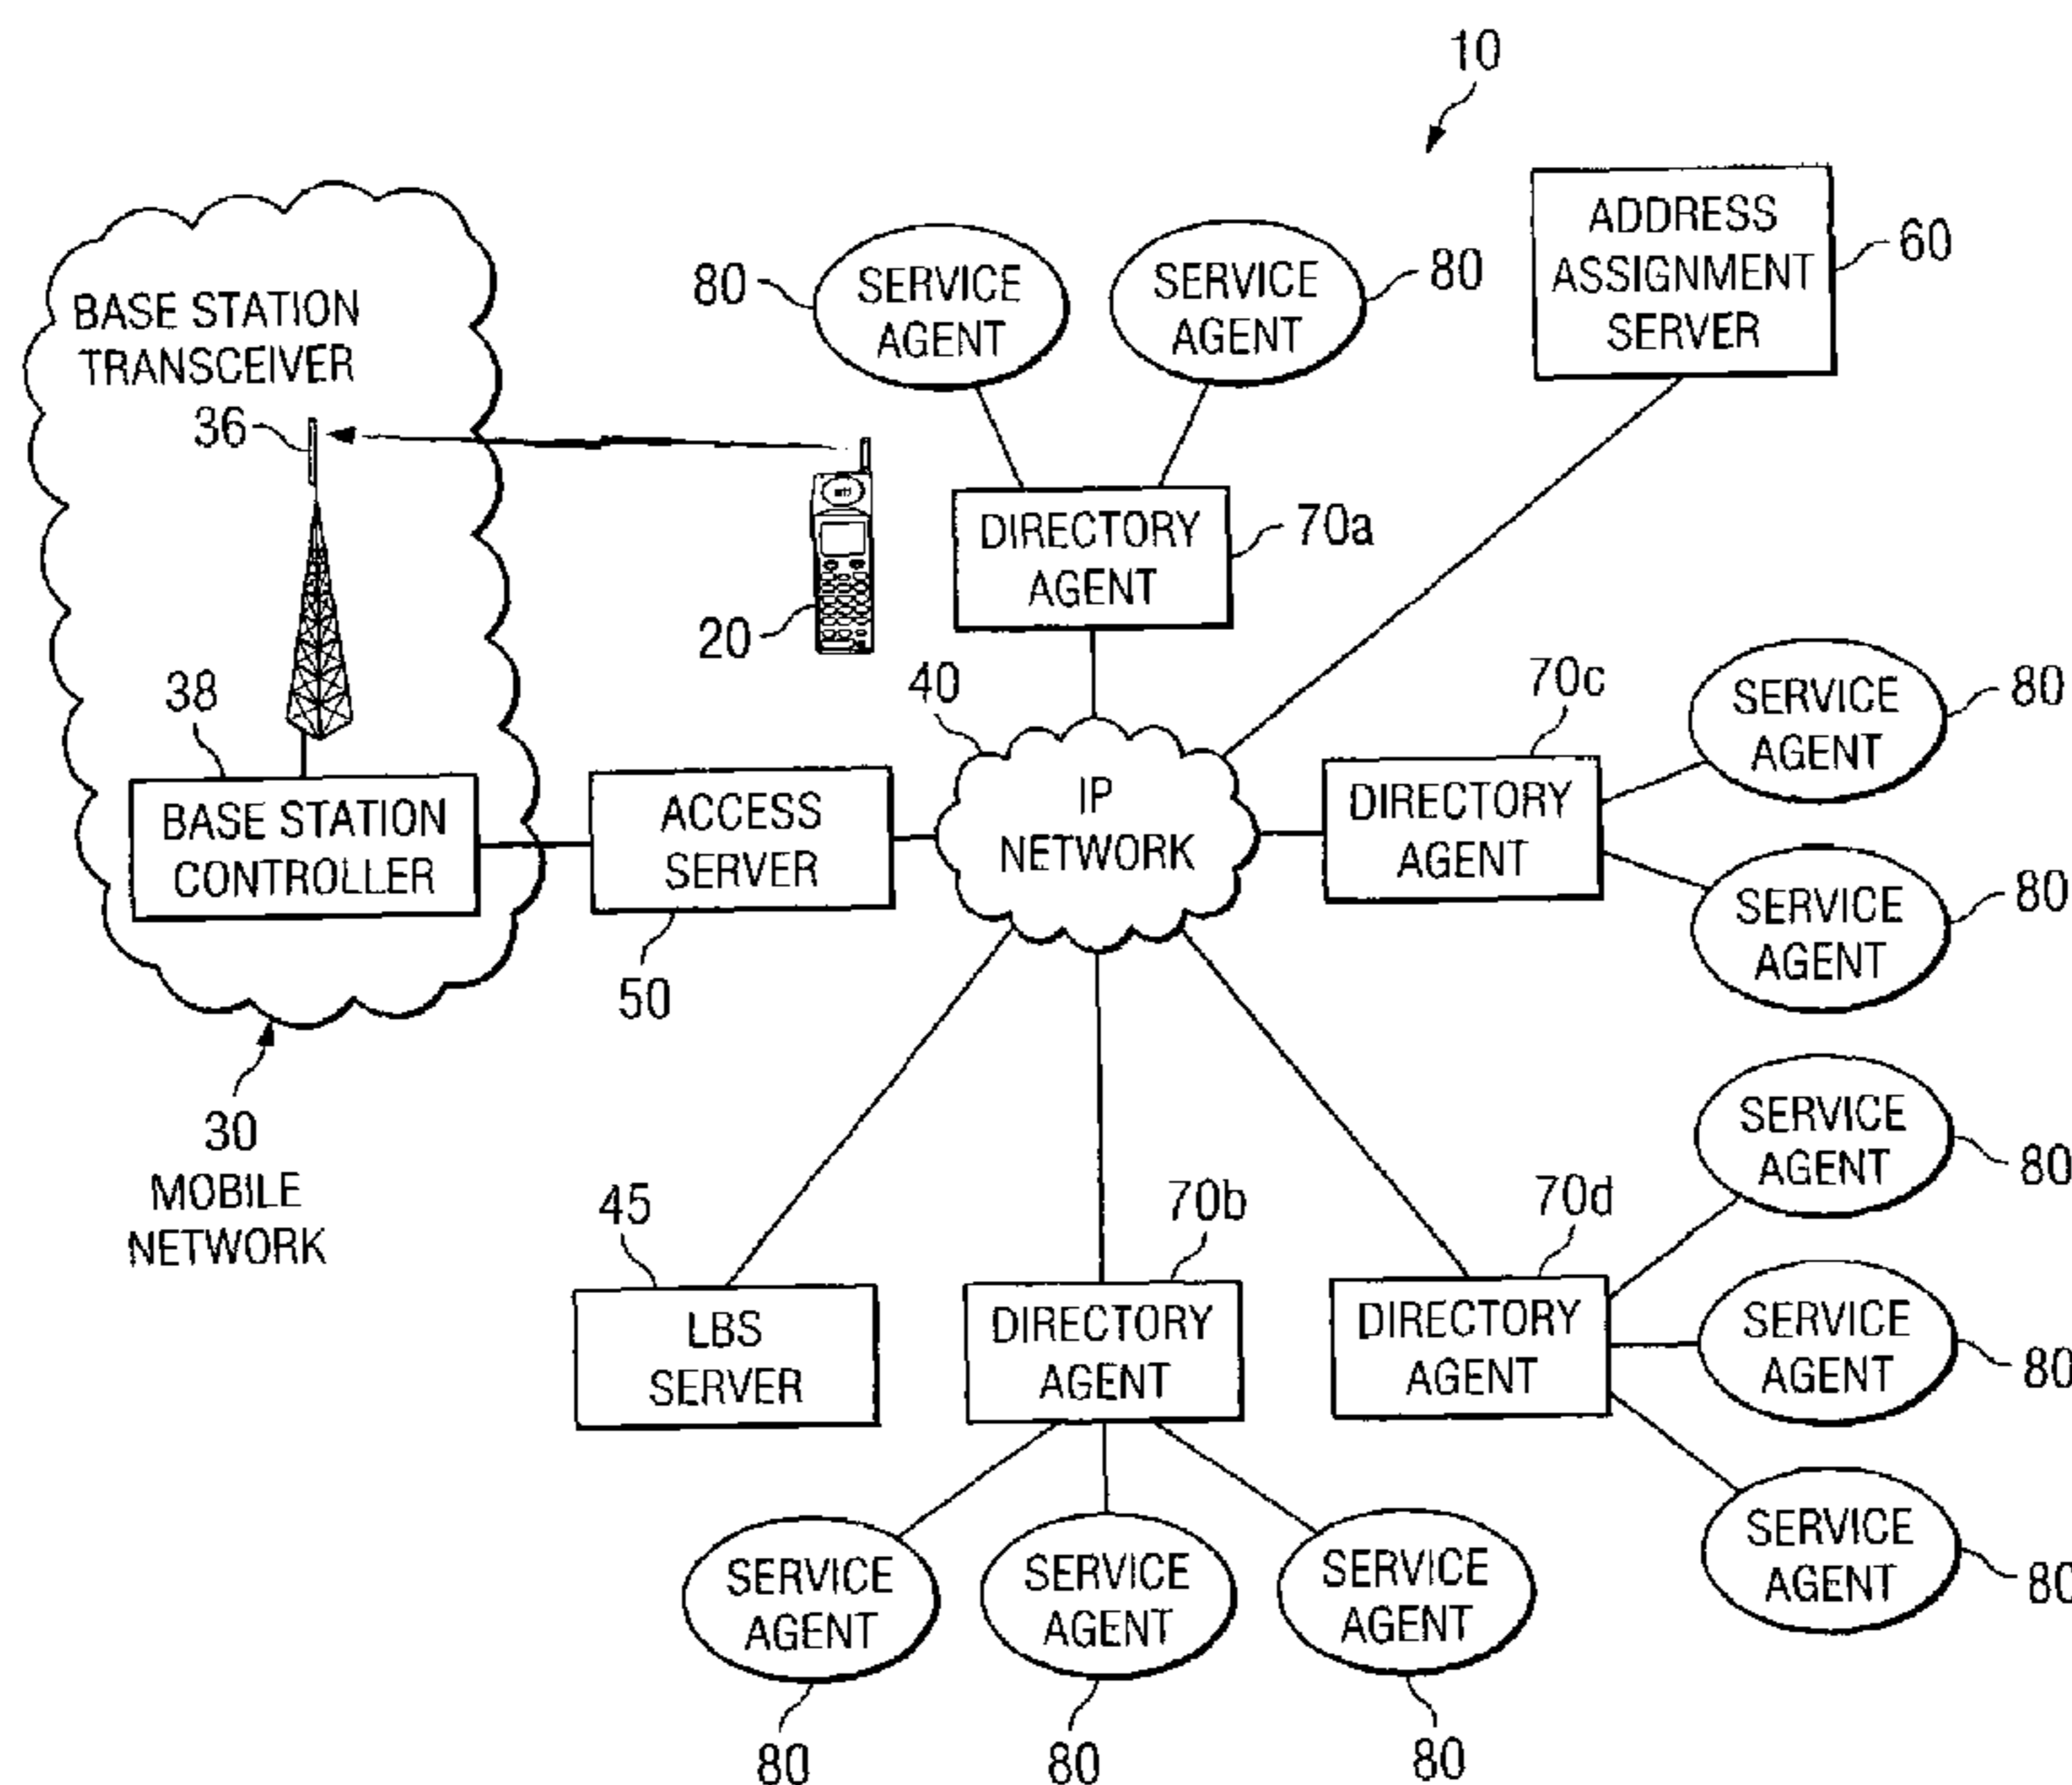 10
BASE STATION
TRANSCEIVER
36
38
BASE STATION
CONTROLLER
30
MOBILE
NETWORK
20
ACCESS
SERVER
50
80
SERVICE
AGENT
SERVICE
AGENT
80
DIRECTORY
AGENT
70a
ADDRESS
ASSIGNMENT
SERVER
60
40
IP
NETWORK
70c
DIRECTORY
AGENT
SERVICE
AGENT
80
SERVICE
AGENT
80
45
LBS
SERVER
70b
DIRECTORY
AGENT
SERVICE
AGENT
80
SERVICE
AGENT
80
SERVICE
AGENT
80
70d
DIRECTORY
AGENT
SERVICE
AGENT
80
SERVICE
AGENT
80
SERVICE
AGENT
80